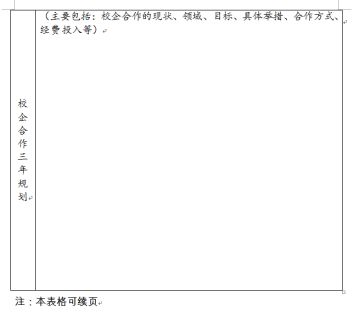 （主要包括：校企合作的现状、领域、目标、具体举措、合作方式、
经费投入等）
校
企
合
作
三
年
规
划
注：本表格可续页